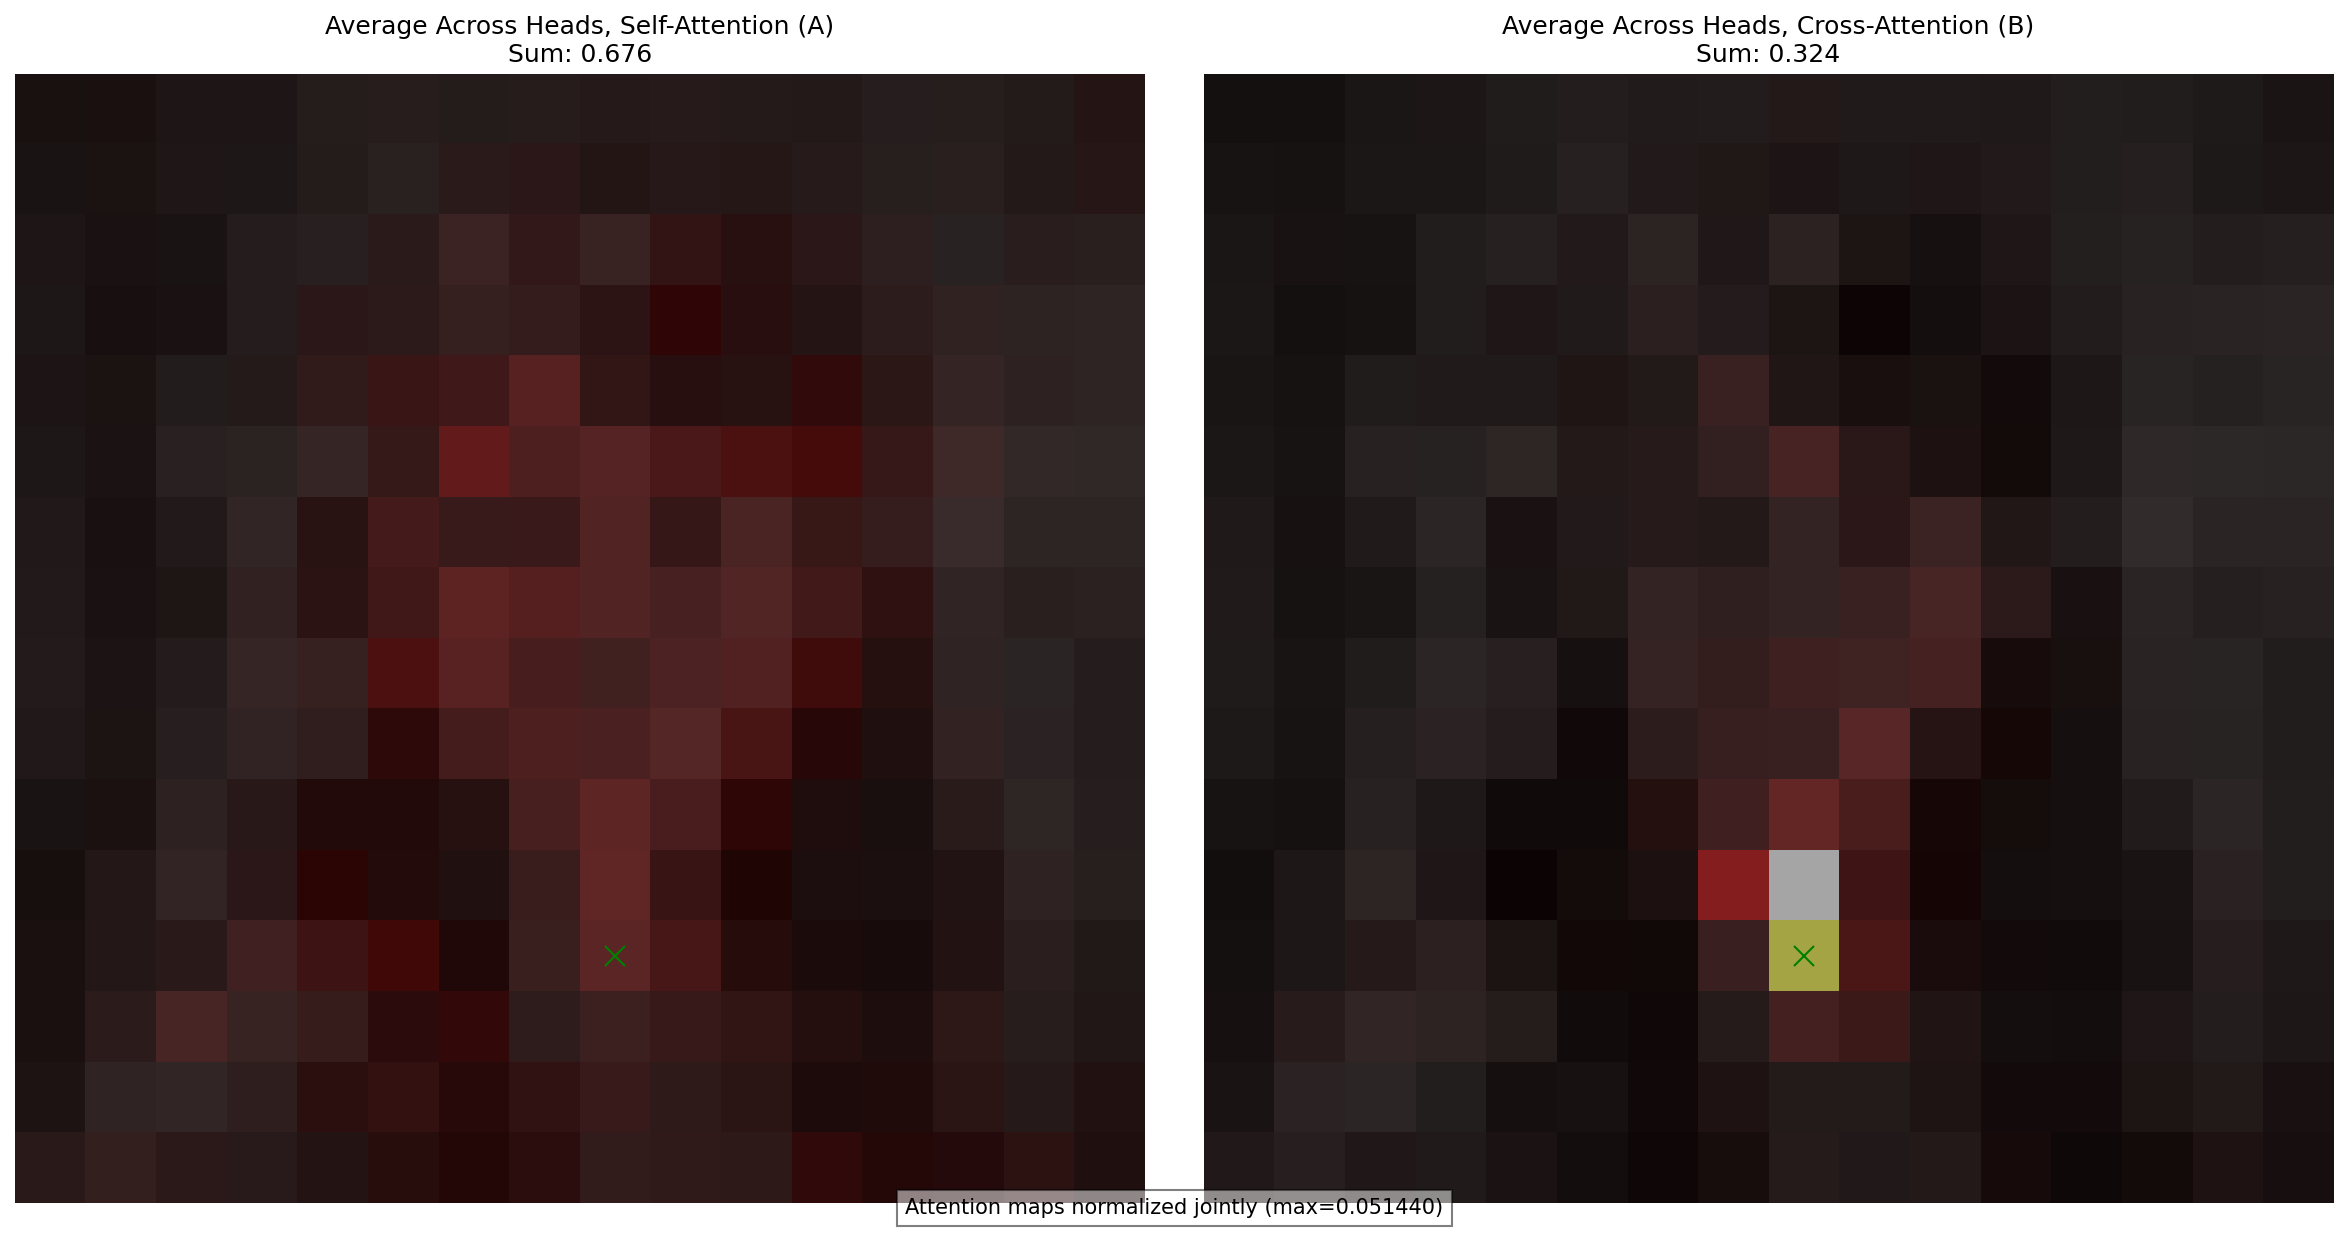 Average Across Heads, Self-Attention (A)
Sum: 0.676
Average Across Heads, Cross-Attention (B)
Sum: 0.324
Attention maps normalized jointly (max=0.051440)